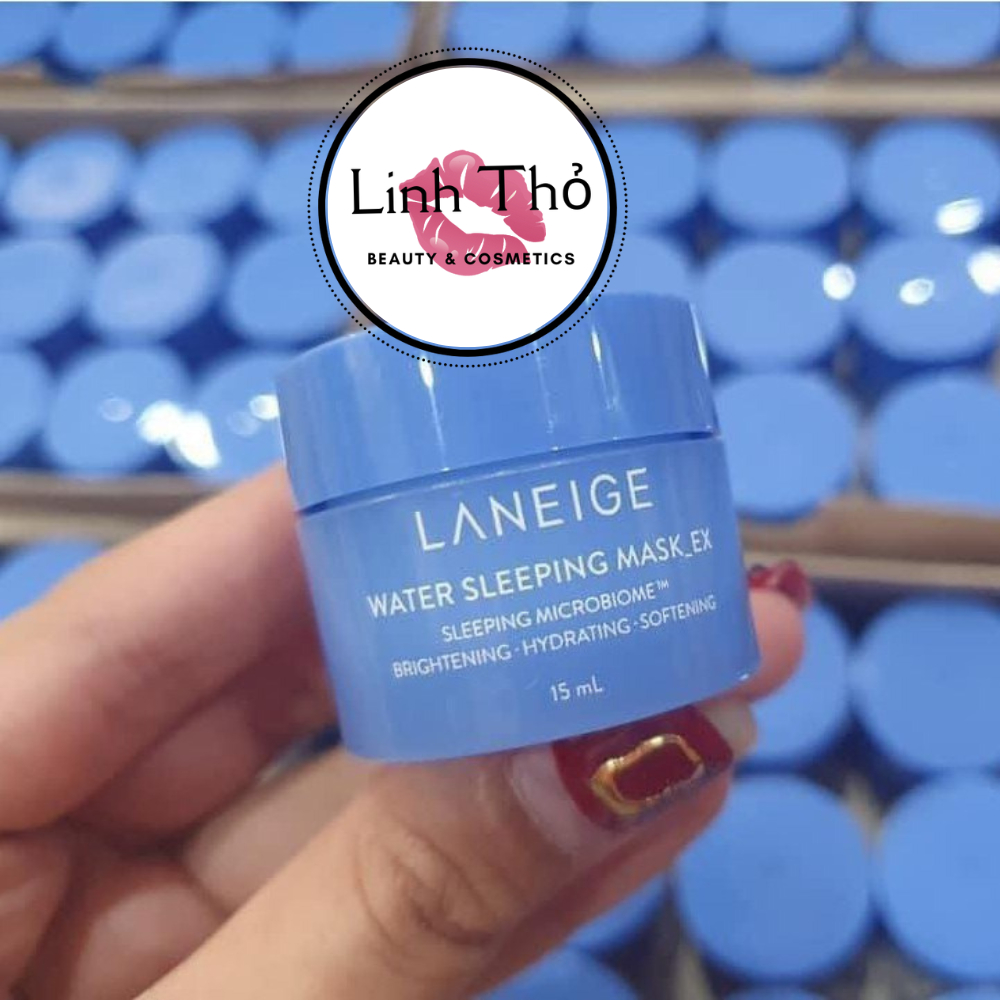 Linh Thỏ
BEAUTY & COSMETICS
LANEIGE
WATER SLEEPING MASK_EX
SLEEPING MICROBIOME™
BRIGHTENING · HYDRATING · SOFTENING
15 mL